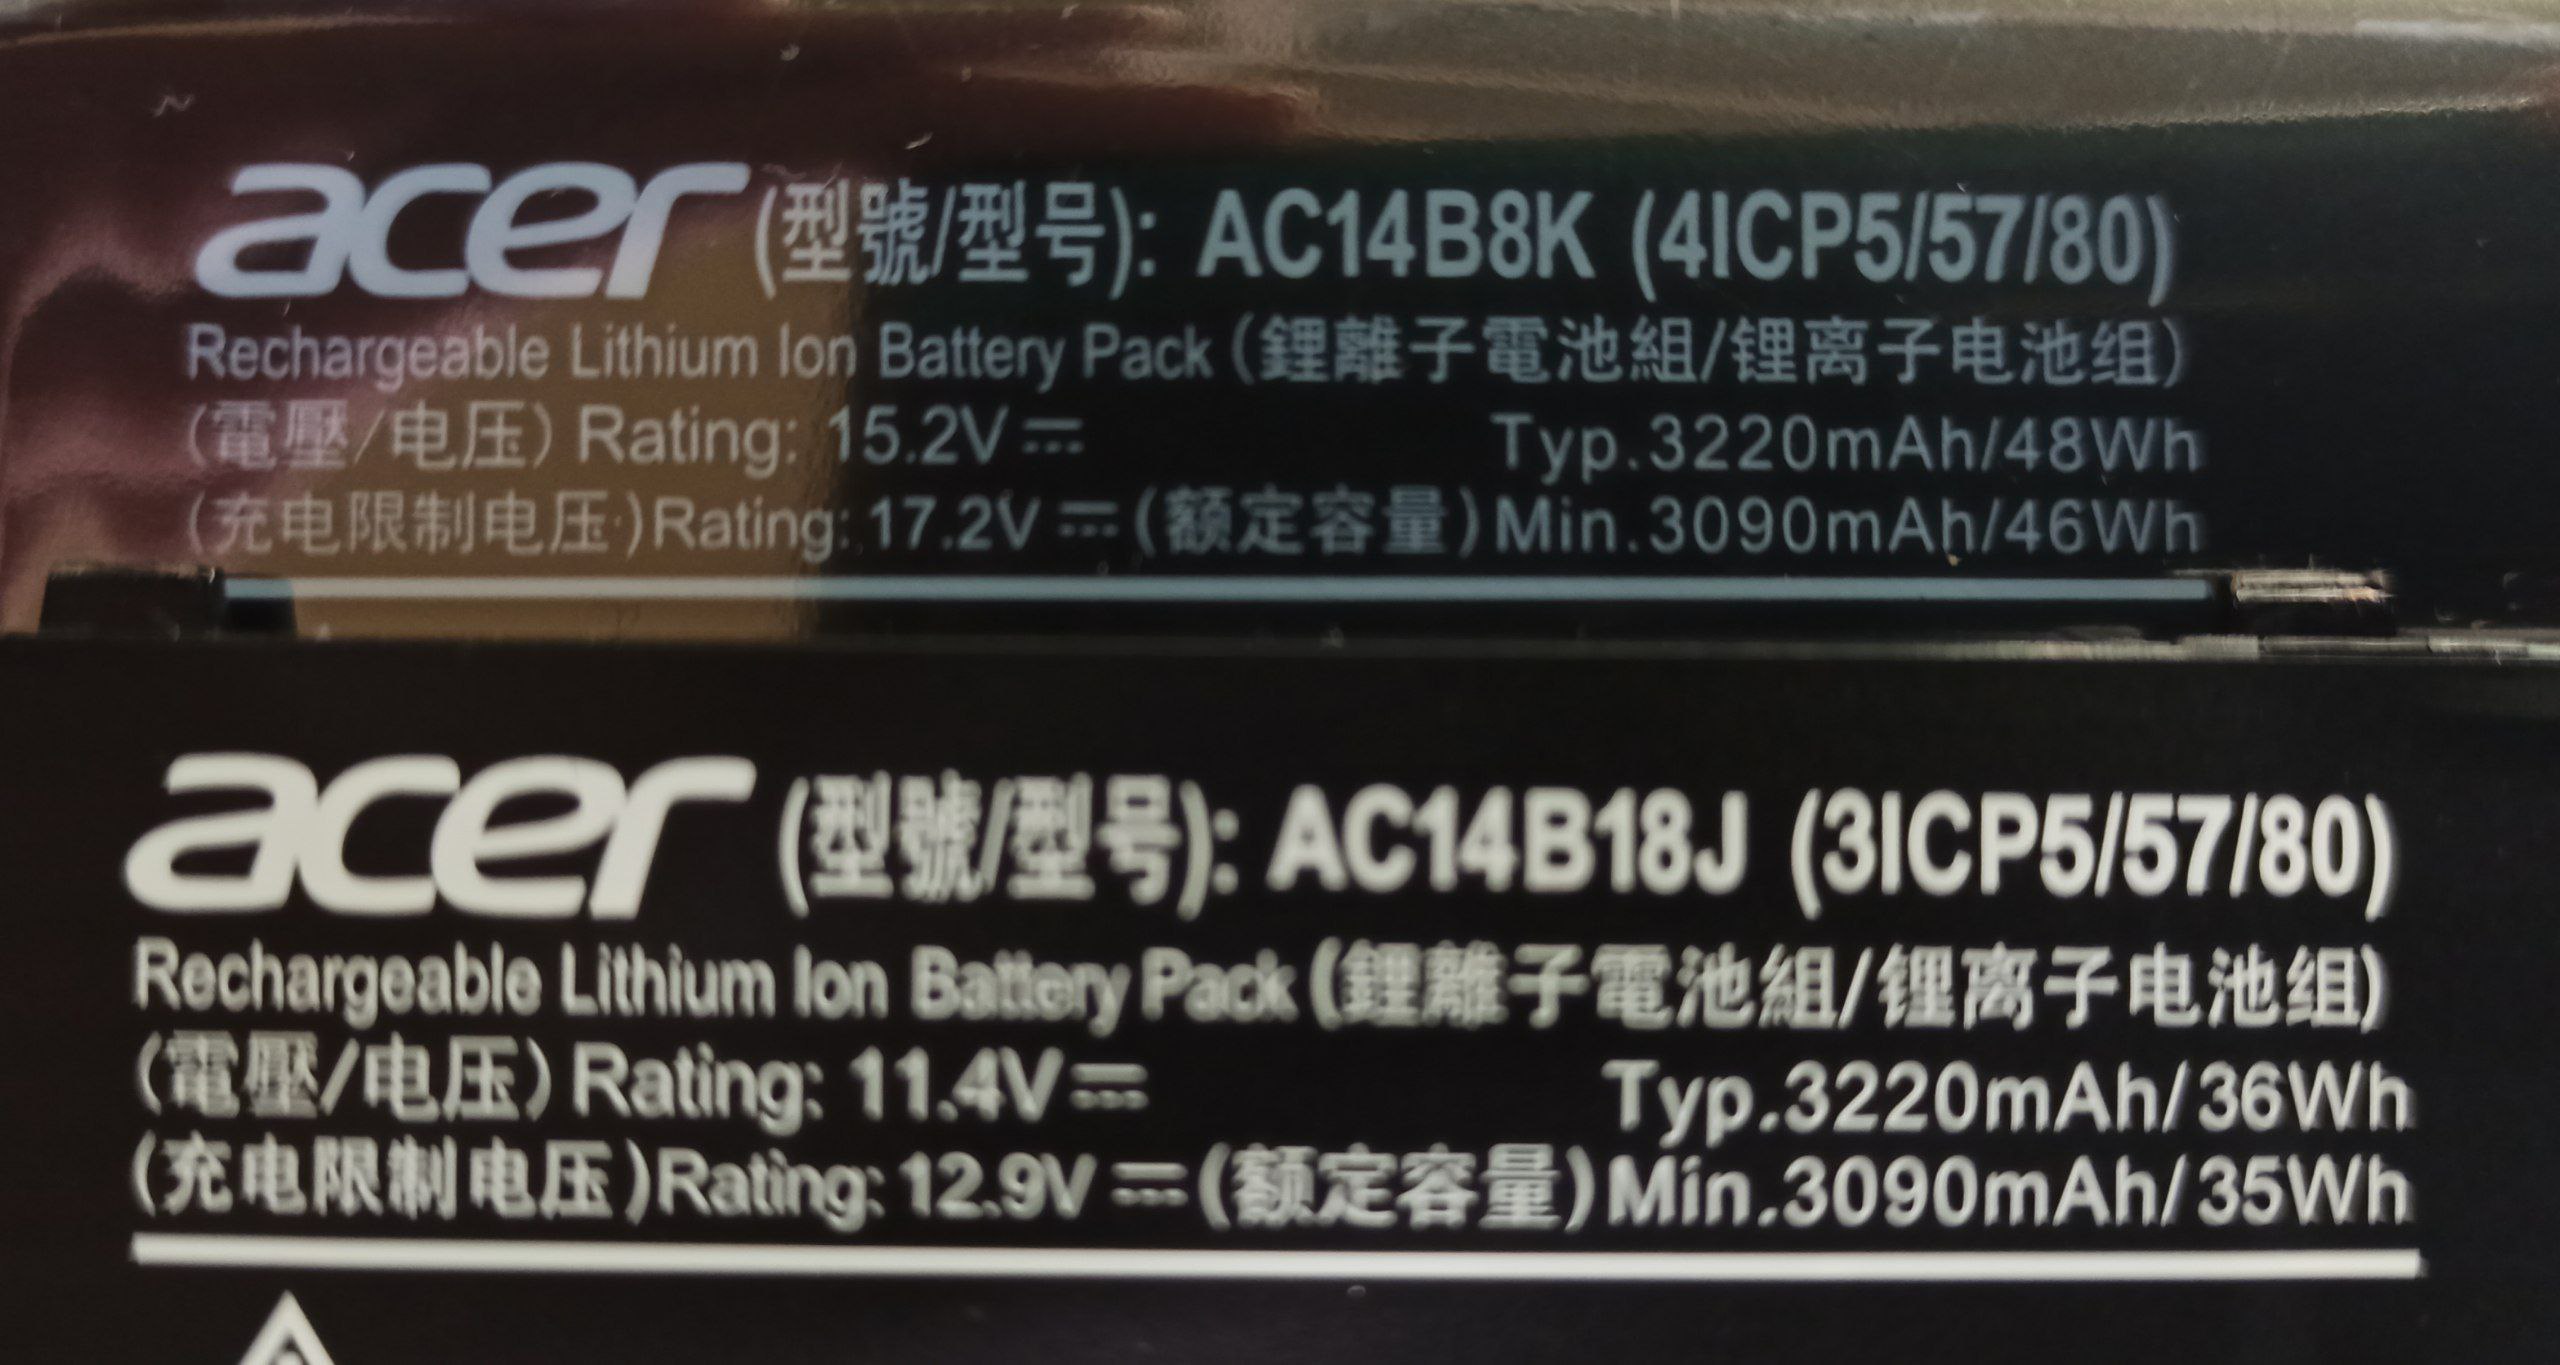 acer (型號/型号): AC14B8K (4ICP5/57/80)
Rechargeable Lithium Ion Battery Pack (鋰離子電池組/锂离子电池组)
(電壓/电压) Rating: 15.2V⎓ Typ.3220mAh/48Wh
(充电限制电压)Rating: 17.2V⎓(额定容量)Min.3090mAh/46Wh
acer (型號/型号): AC14B18J (3ICP5/57/80)
Rechargeable Lithium Ion Battery Pack (鋰離子電池組/锂离子电池组)
(電壓/电压) Rating: 11.4V⎓ Typ.3220mAh/36Wh
(充电限制电压)Rating: 12.9V⎓(额定容量)Min.3090mAh/35Wh